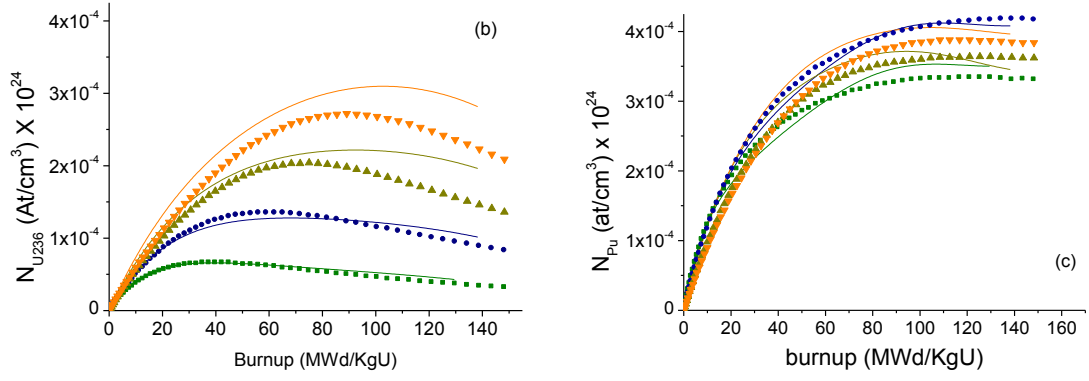 (b)
4x10⁻⁴
3x10⁻⁴
2x10⁻⁴
1x10⁻⁴
0
0 20 40 60 80 100 120 140
Burnup (MWd/KgU)
N_U236 (At/cm³) X 10²⁴
(c)
4x10⁻⁴
3x10⁻⁴
2x10⁻⁴
1x10⁻⁴
0
0 20 40 60 80 100 120 140 160
burnup (MWd/KgU)
N_Pu (at/cm³) x 10²⁴